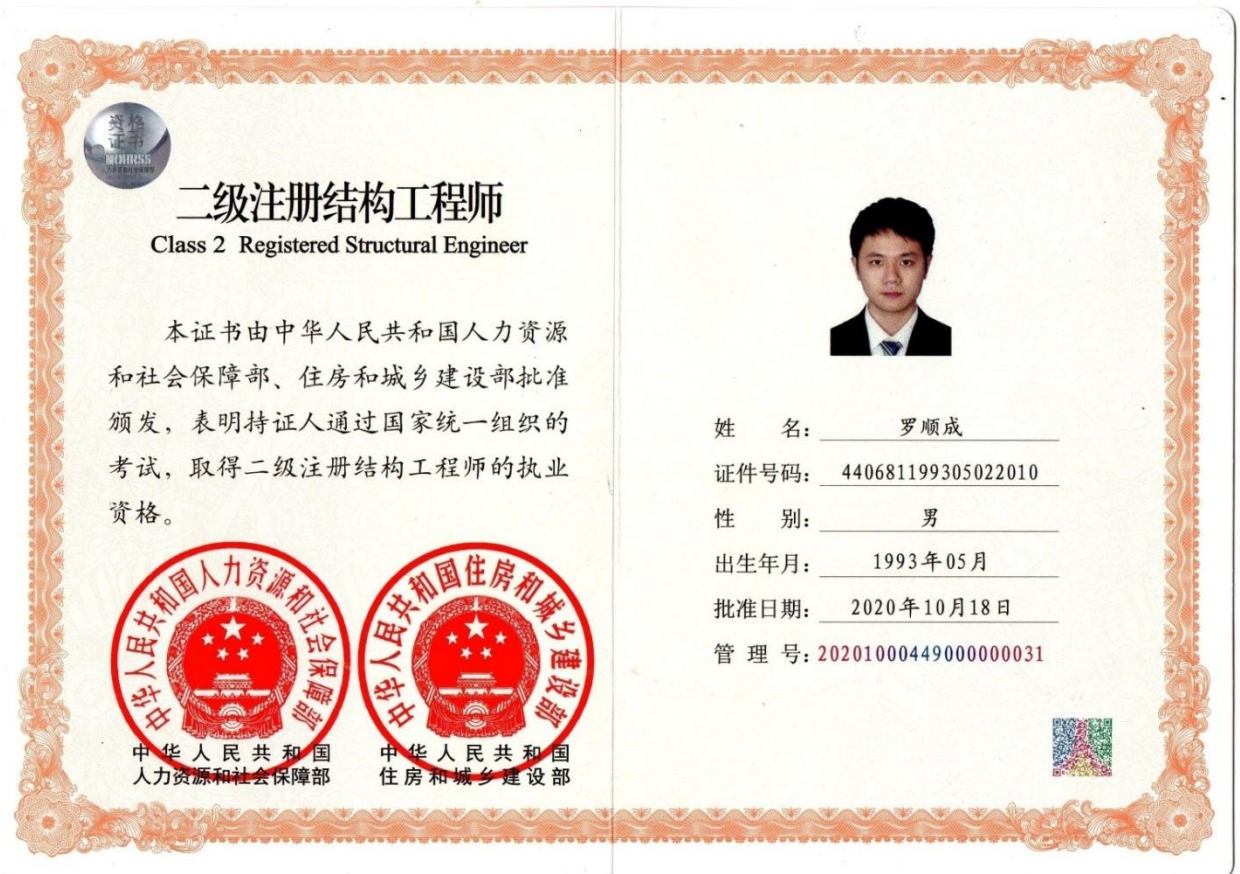 资格
证书
MOHRSS
二级注册结构工程师
Class 2 Registered Structural Engineer
本证书由中华人民共和国人力资源
和社会保障部、住房和城乡建设部批准
颁发，表明持证人通过国家统一组织的
考试，取得二级注册结构工程师的执业
资格。
中华人民共和国人力资源和社会保障部
中华人民共和国住房和城乡建设部
中华人民共和国
人力资源和社会保障部
中华人民共和国
住房和城乡建设部
姓 名：罗顺成
证件号码：440681199305022010
性 别：男
出生年月：1993年05月
批准日期：2020年10月18日
管 理 号：20201000449000000031